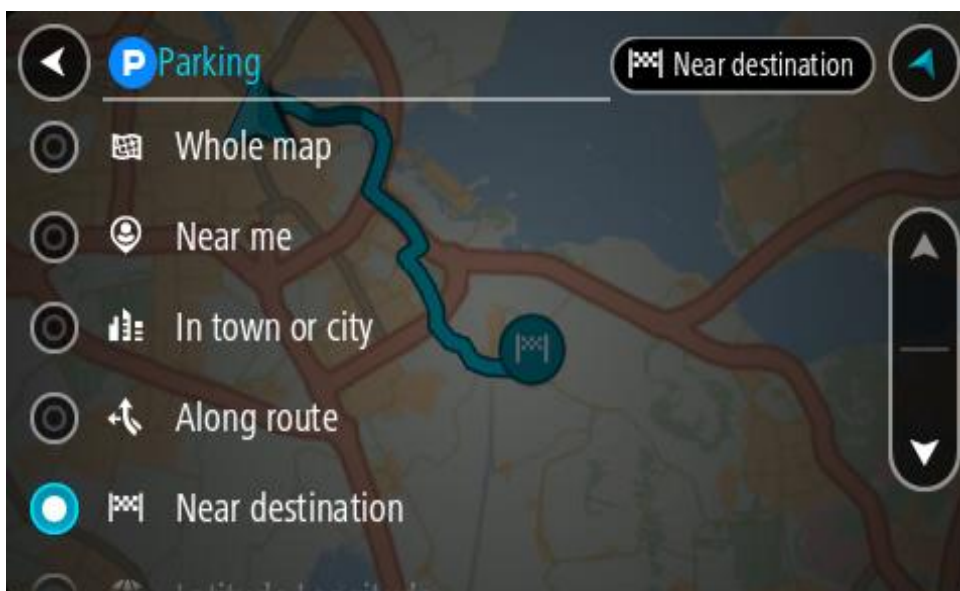 P Parking
Near destination
Whole map
Near me
In town or city
Along route
Near destination